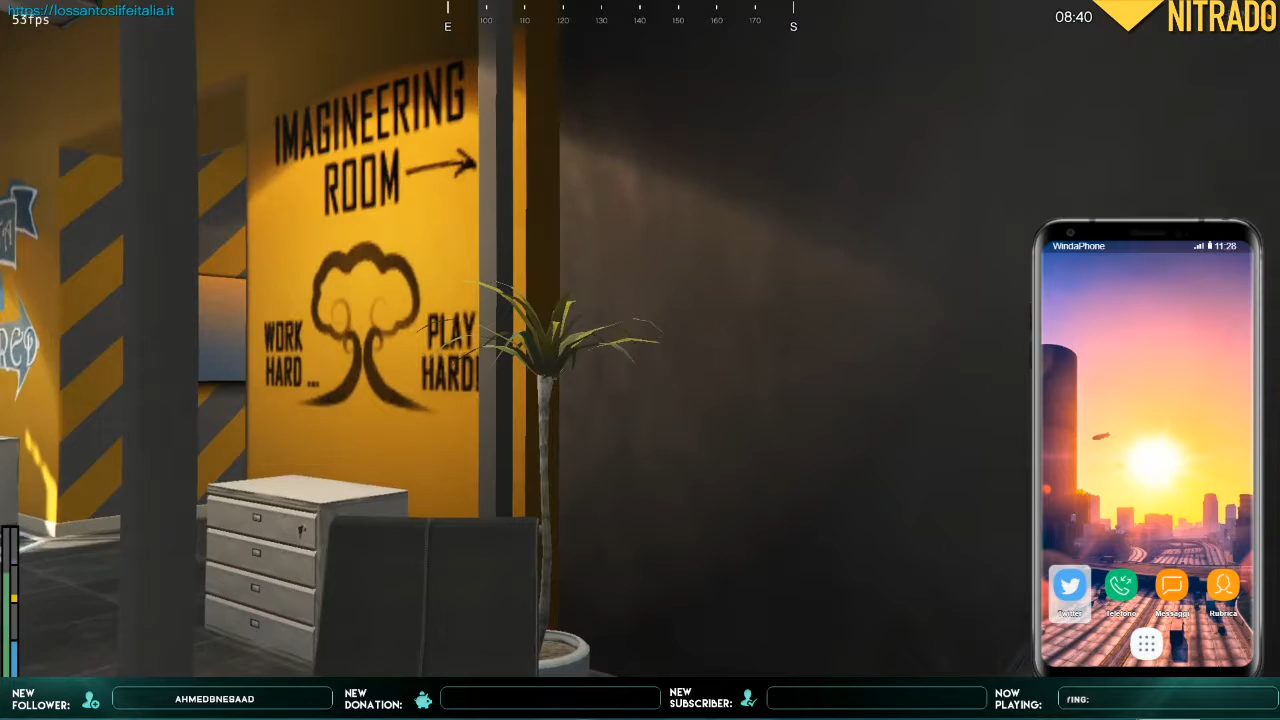 https://lossantoslifeitalia.it
53fps
E 100 110 120 130 140 150 160 170 S
08:40
NITRADO
IMAGINEERING
ROOM
WORK
HARD ...
PLAY
HARD!
WindaPhone
11:28
Twitter Telefono Messaggi Rubrica
NEW
FOLLOWER:
AHMEDBNESAAD
NEW
DONATION:
NEW
SUBSCRIBER:
NOW
PLAYING: